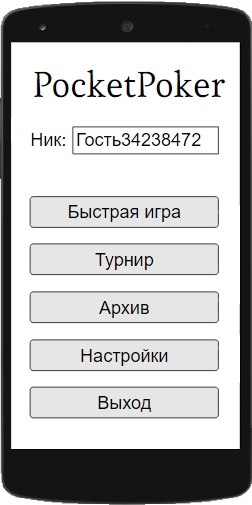 PocketPoker
Ник: Гость34238472
Быстрая игра
Турнир
Архив
Настройки
Выход